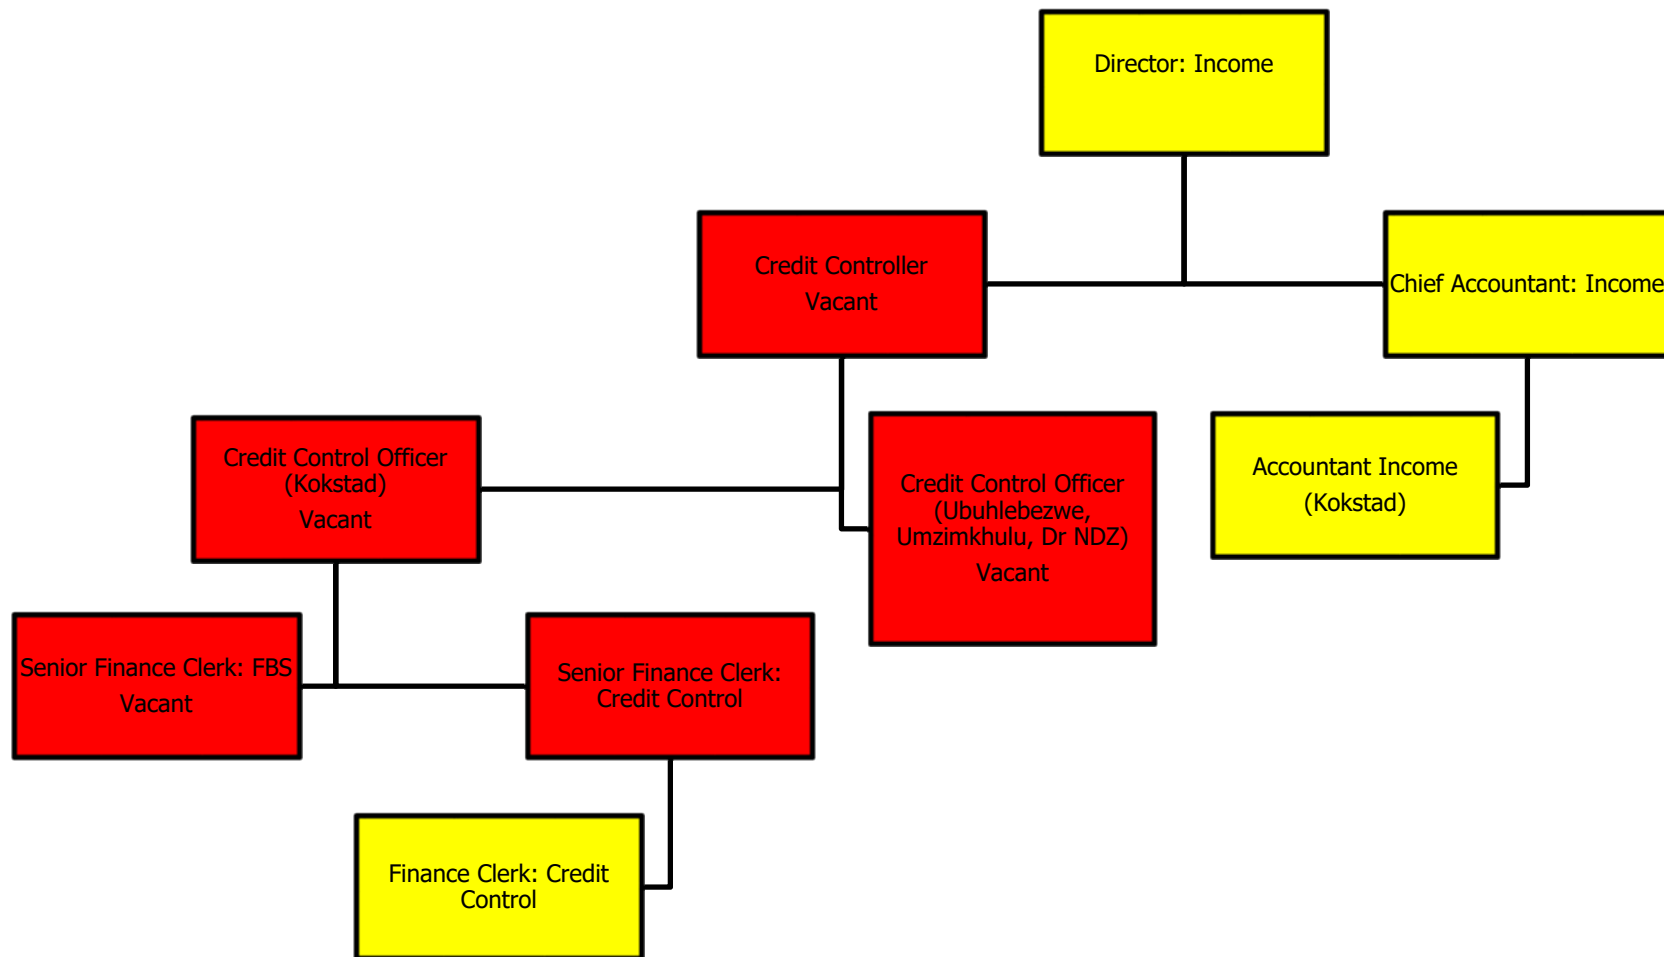 Director: Income
Credit Controller
Vacant
Chief Accountant: Income
Credit Control Officer
(Kokstad)
Vacant
Credit Control Officer
(Ubuhlebezwe,
Umzimkhulu, Dr NDZ)
Vacant
Accountant Income
(Kokstad)
Senior Finance Clerk: FBS
Vacant
Senior Finance Clerk:
Credit Control
Finance Clerk: Credit
Control